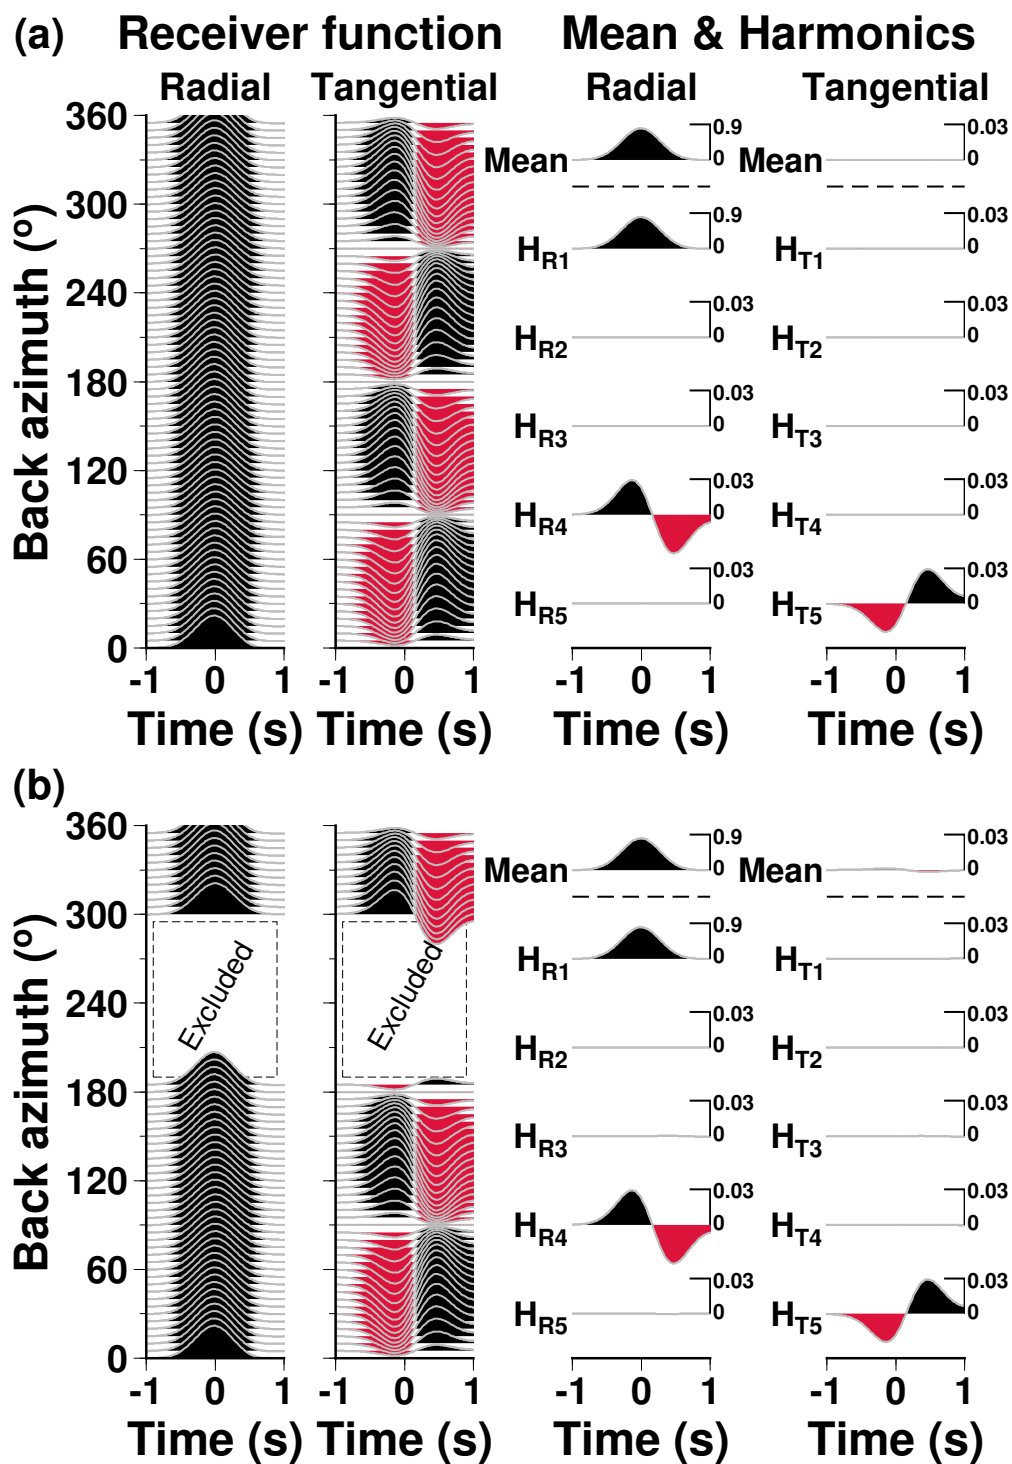 (a) Receiver function Mean & Harmonics
Radial Tangential Radial Tangential
Back azimuth (º)
360
300
240
180
120
60
0
Mean 0.9 0 Mean 0.03 0
HR1 0.9 0 HT1 0.03 0
HR2 0.03 0 HT2 0.03 0
HR3 0.03 0 HT3 0.03 0
HR4 0.03 0 HT4 0.03 0
HR5 0.03 0 HT5 0.03 0
-1 0 1 -1 0 1 -1 0 1 -1 0 1
Time (s) Time (s) Time (s) Time (s)
(b)
Back azimuth (º)
360
300
240
180
120
60
0
Excluded Excluded
Mean 0.9 0 Mean 0.03 0
HR1 0.9 0 HT1 0.03 0
HR2 0.03 0 HT2 0.03 0
HR3 0.03 0 HT3 0.03 0
HR4 0.03 0 HT4 0.03 0
HR5 0.03 0 HT5 0.03 0
-1 0 1 -1 0 1 -1 0 1 -1 0 1
Time (s) Time (s) Time (s) Time (s)